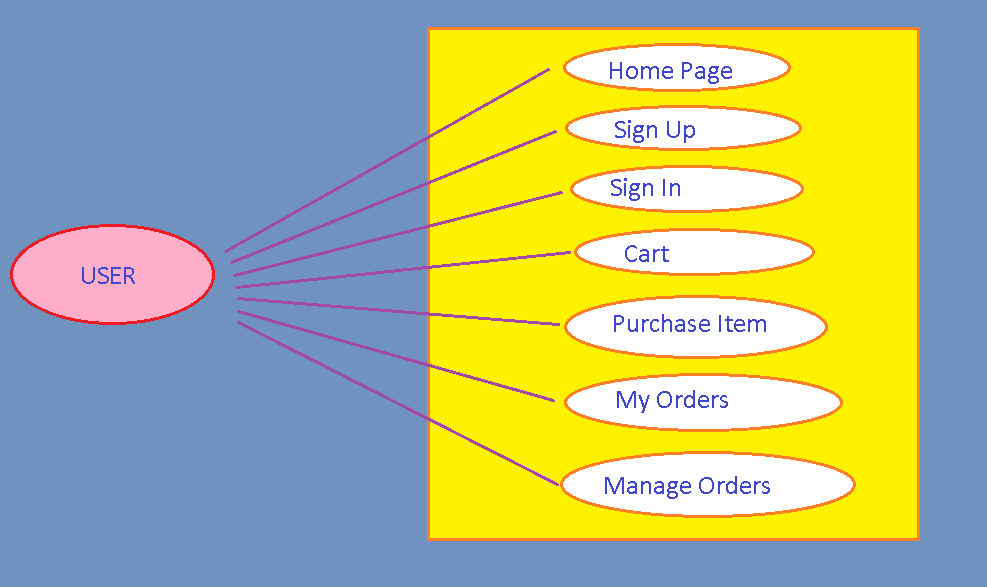 Home Page
Sign Up
Sign In
Cart
USER
Purchase Item
My Orders
Manage Orders